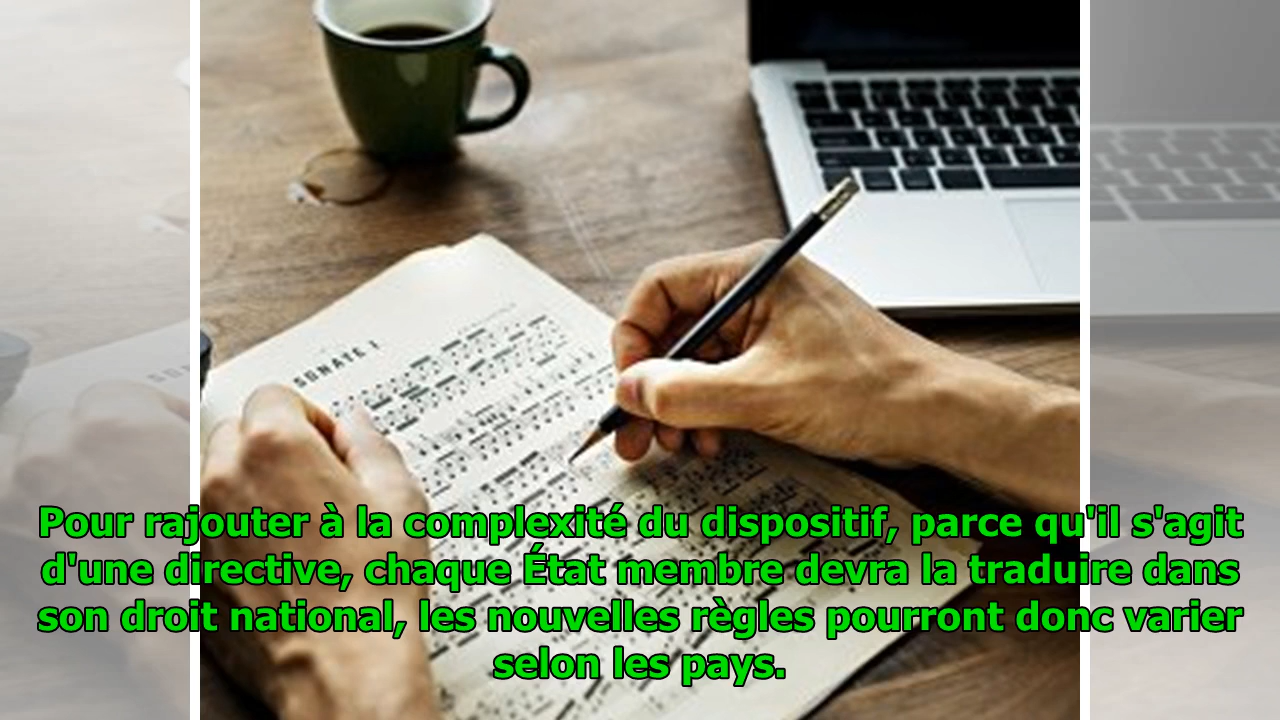 SONATE I
Pour rajouter à la complexité du dispositif, parce qu'il s'agit
d'une directive, chaque État membre devra la traduire dans
son droit national, les nouvelles règles pourront donc varier
selon les pays.